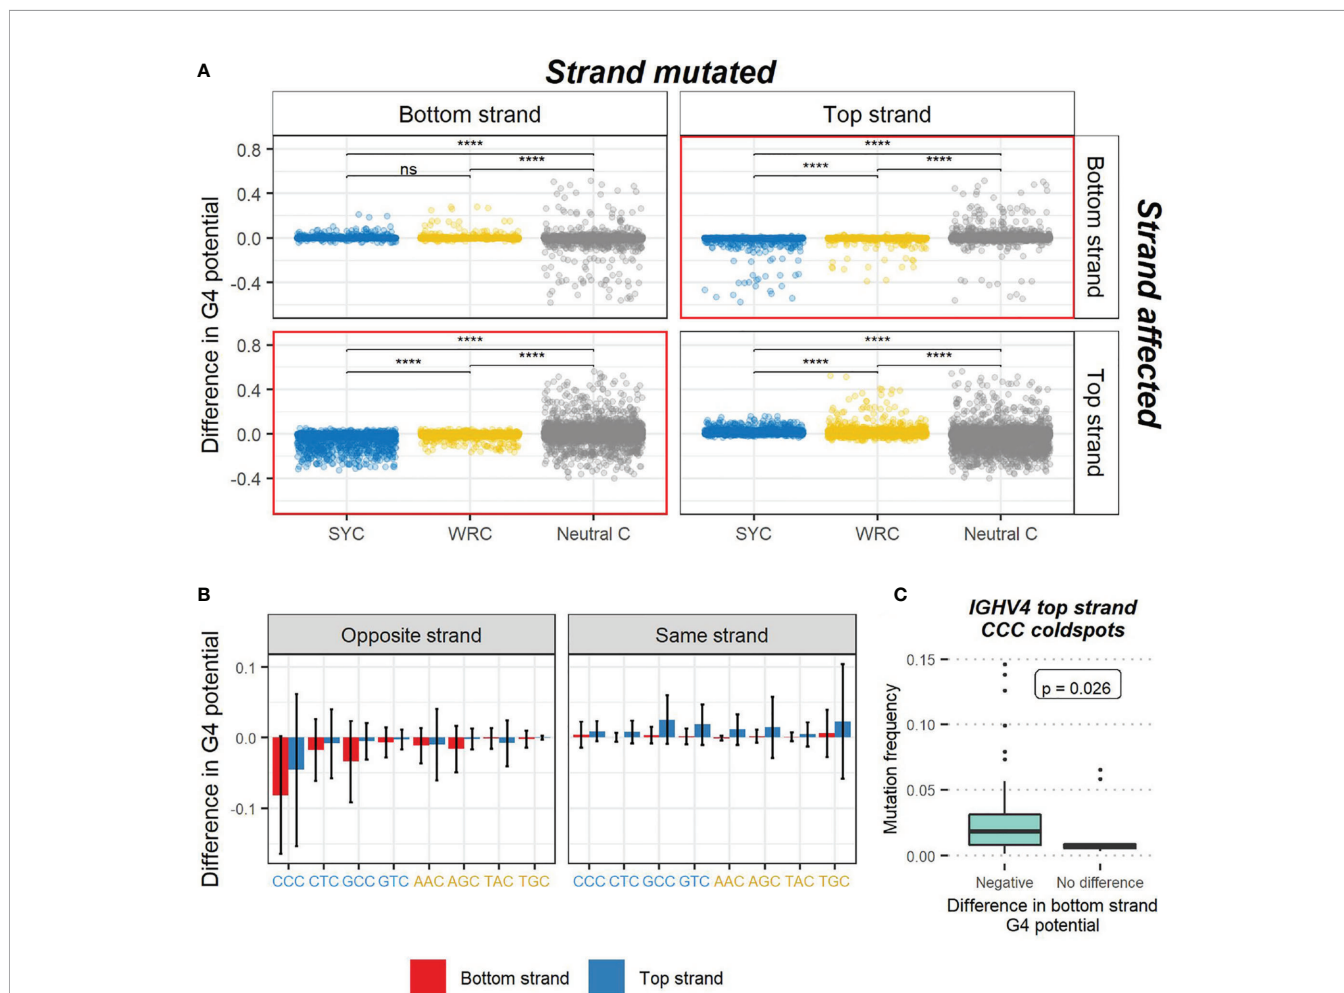 A
Strand mutated
Bottom strand
Top strand
Strand affected
Bottom strand
Top strand
Difference in G4 potential
0.8
0.4
0.0
-0.4
****
ns
****
****
****
****
Difference in G4 potential
0.8
0.4
0.0
-0.4
****
****
****
****
****
****
SYC
WRC
Neutral C
SYC
WRC
Neutral C
B
Opposite strand
Same strand
Difference in G4 potential
0.1
0.0
-0.1
CCC CTC GCC GTC AAC AGC TAC TGC
CCC CTC GCC GTC AAC AGC TAC TGC
Bottom strand
Top strand
C
IGHV4 top strand
CCC coldspots
p = 0.026
Mutation frequency
0.15
0.10
0.05
0.00
Negative
No difference
Difference in bottom strand
G4 potential